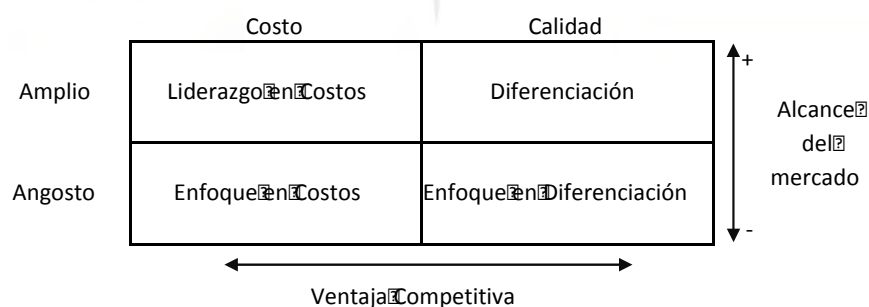 Costo Calidad
Amplio Liderazgo en Costos Diferenciación +
Alcance
del
mercado
Angosto Enfoque en Costos Enfoque en Diferenciación
-
Ventaja Competitiva